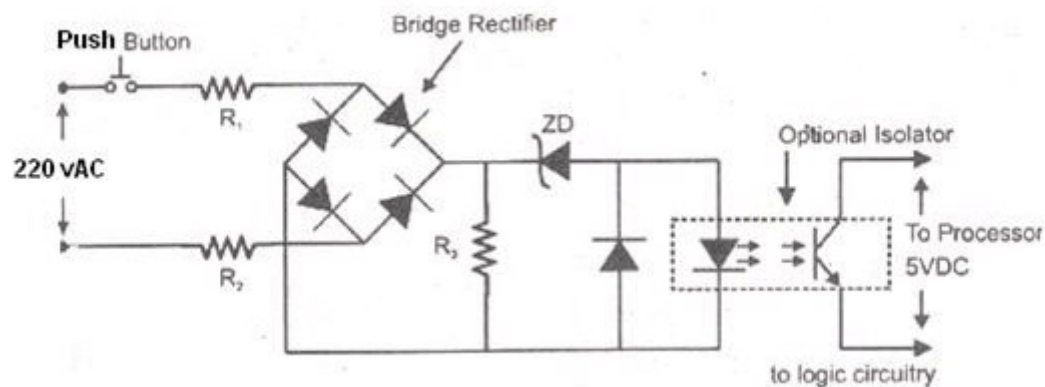 Bridge Rectifier
Push Button
R₁
220 vAC
R₂
R₃
ZD
Optional Isolator
To Processor
5VDC
to logic circuitry